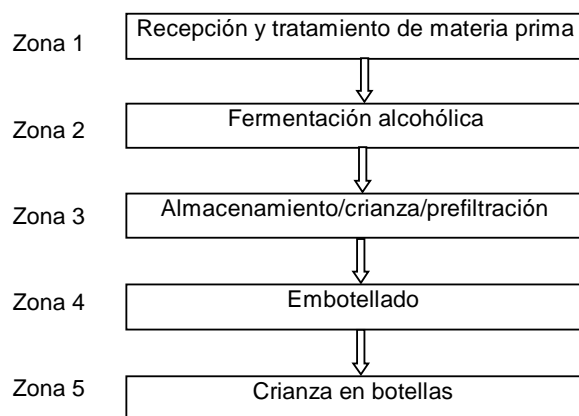 Zona 1
Recepción y tratamiento de materia prima
Zona 2
Fermentación alcohólica
Zona 3
Almacenamiento/crianza/prefiltración
Zona 4
Embotellado
Zona 5
Crianza en botellas